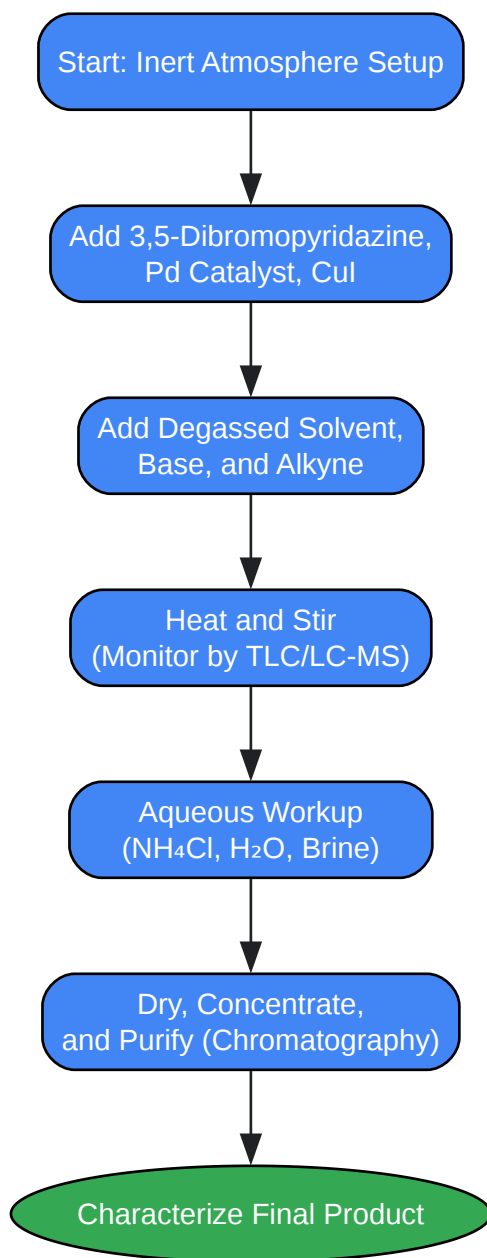 Start: Inert Atmosphere Setup
Add 3,5-Dibromopyridazine,
Pd Catalyst, CuI
Add Degassed Solvent,
Base, and Alkyne
Heat and Stir
(Monitor by TLC/LC-MS)
Aqueous Workup
(NH₄Cl, H₂O, Brine)
Dry, Concentrate,
and Purify (Chromatography)
Characterize Final Product